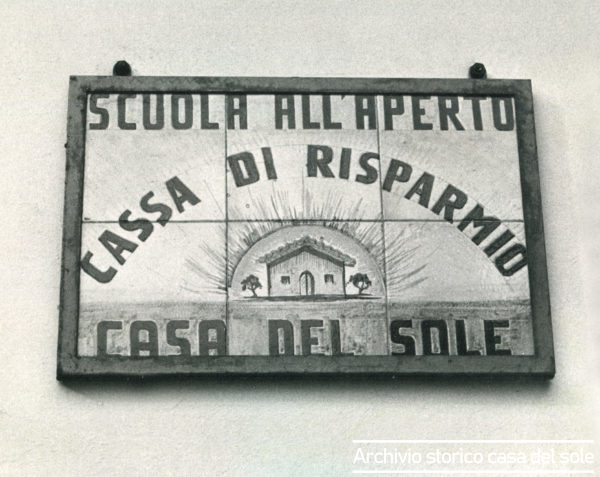 SCUOLA ALL'APERTO
CASSA DI RISPARMIO
CASA DEL SOLE
Archivio storico casa del sole